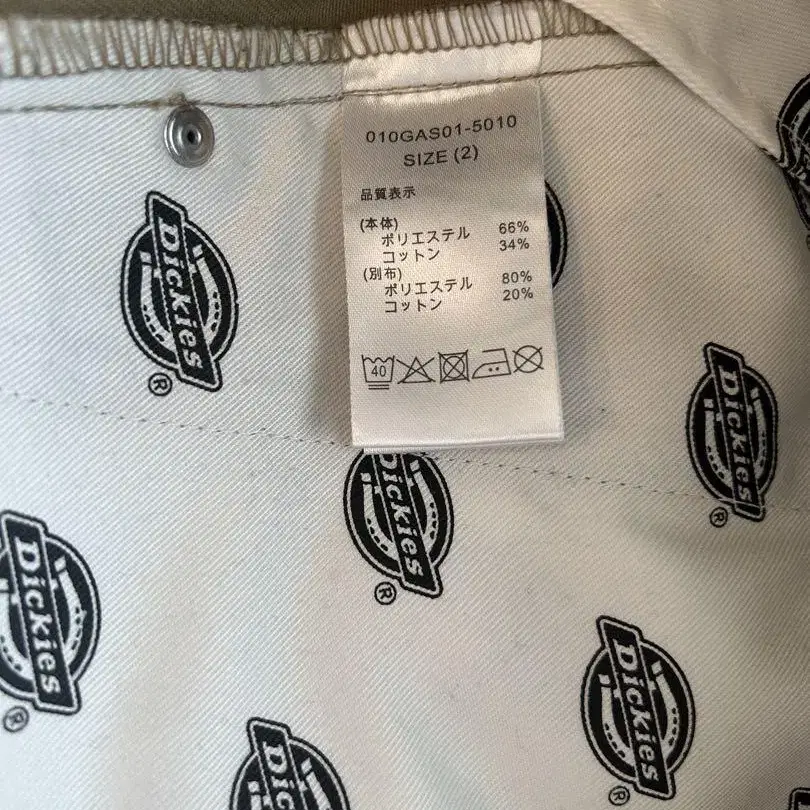 010GAS01-5010
SIZE (2)
品質表示
(本体)
ポリエステル 66%
コットン 34%
(別布)
ポリエステル 80%
コットン 20%
40
Dickies
®
Dickies
®
Dickies
®
Dickies
®
Dickies
®
Dickies